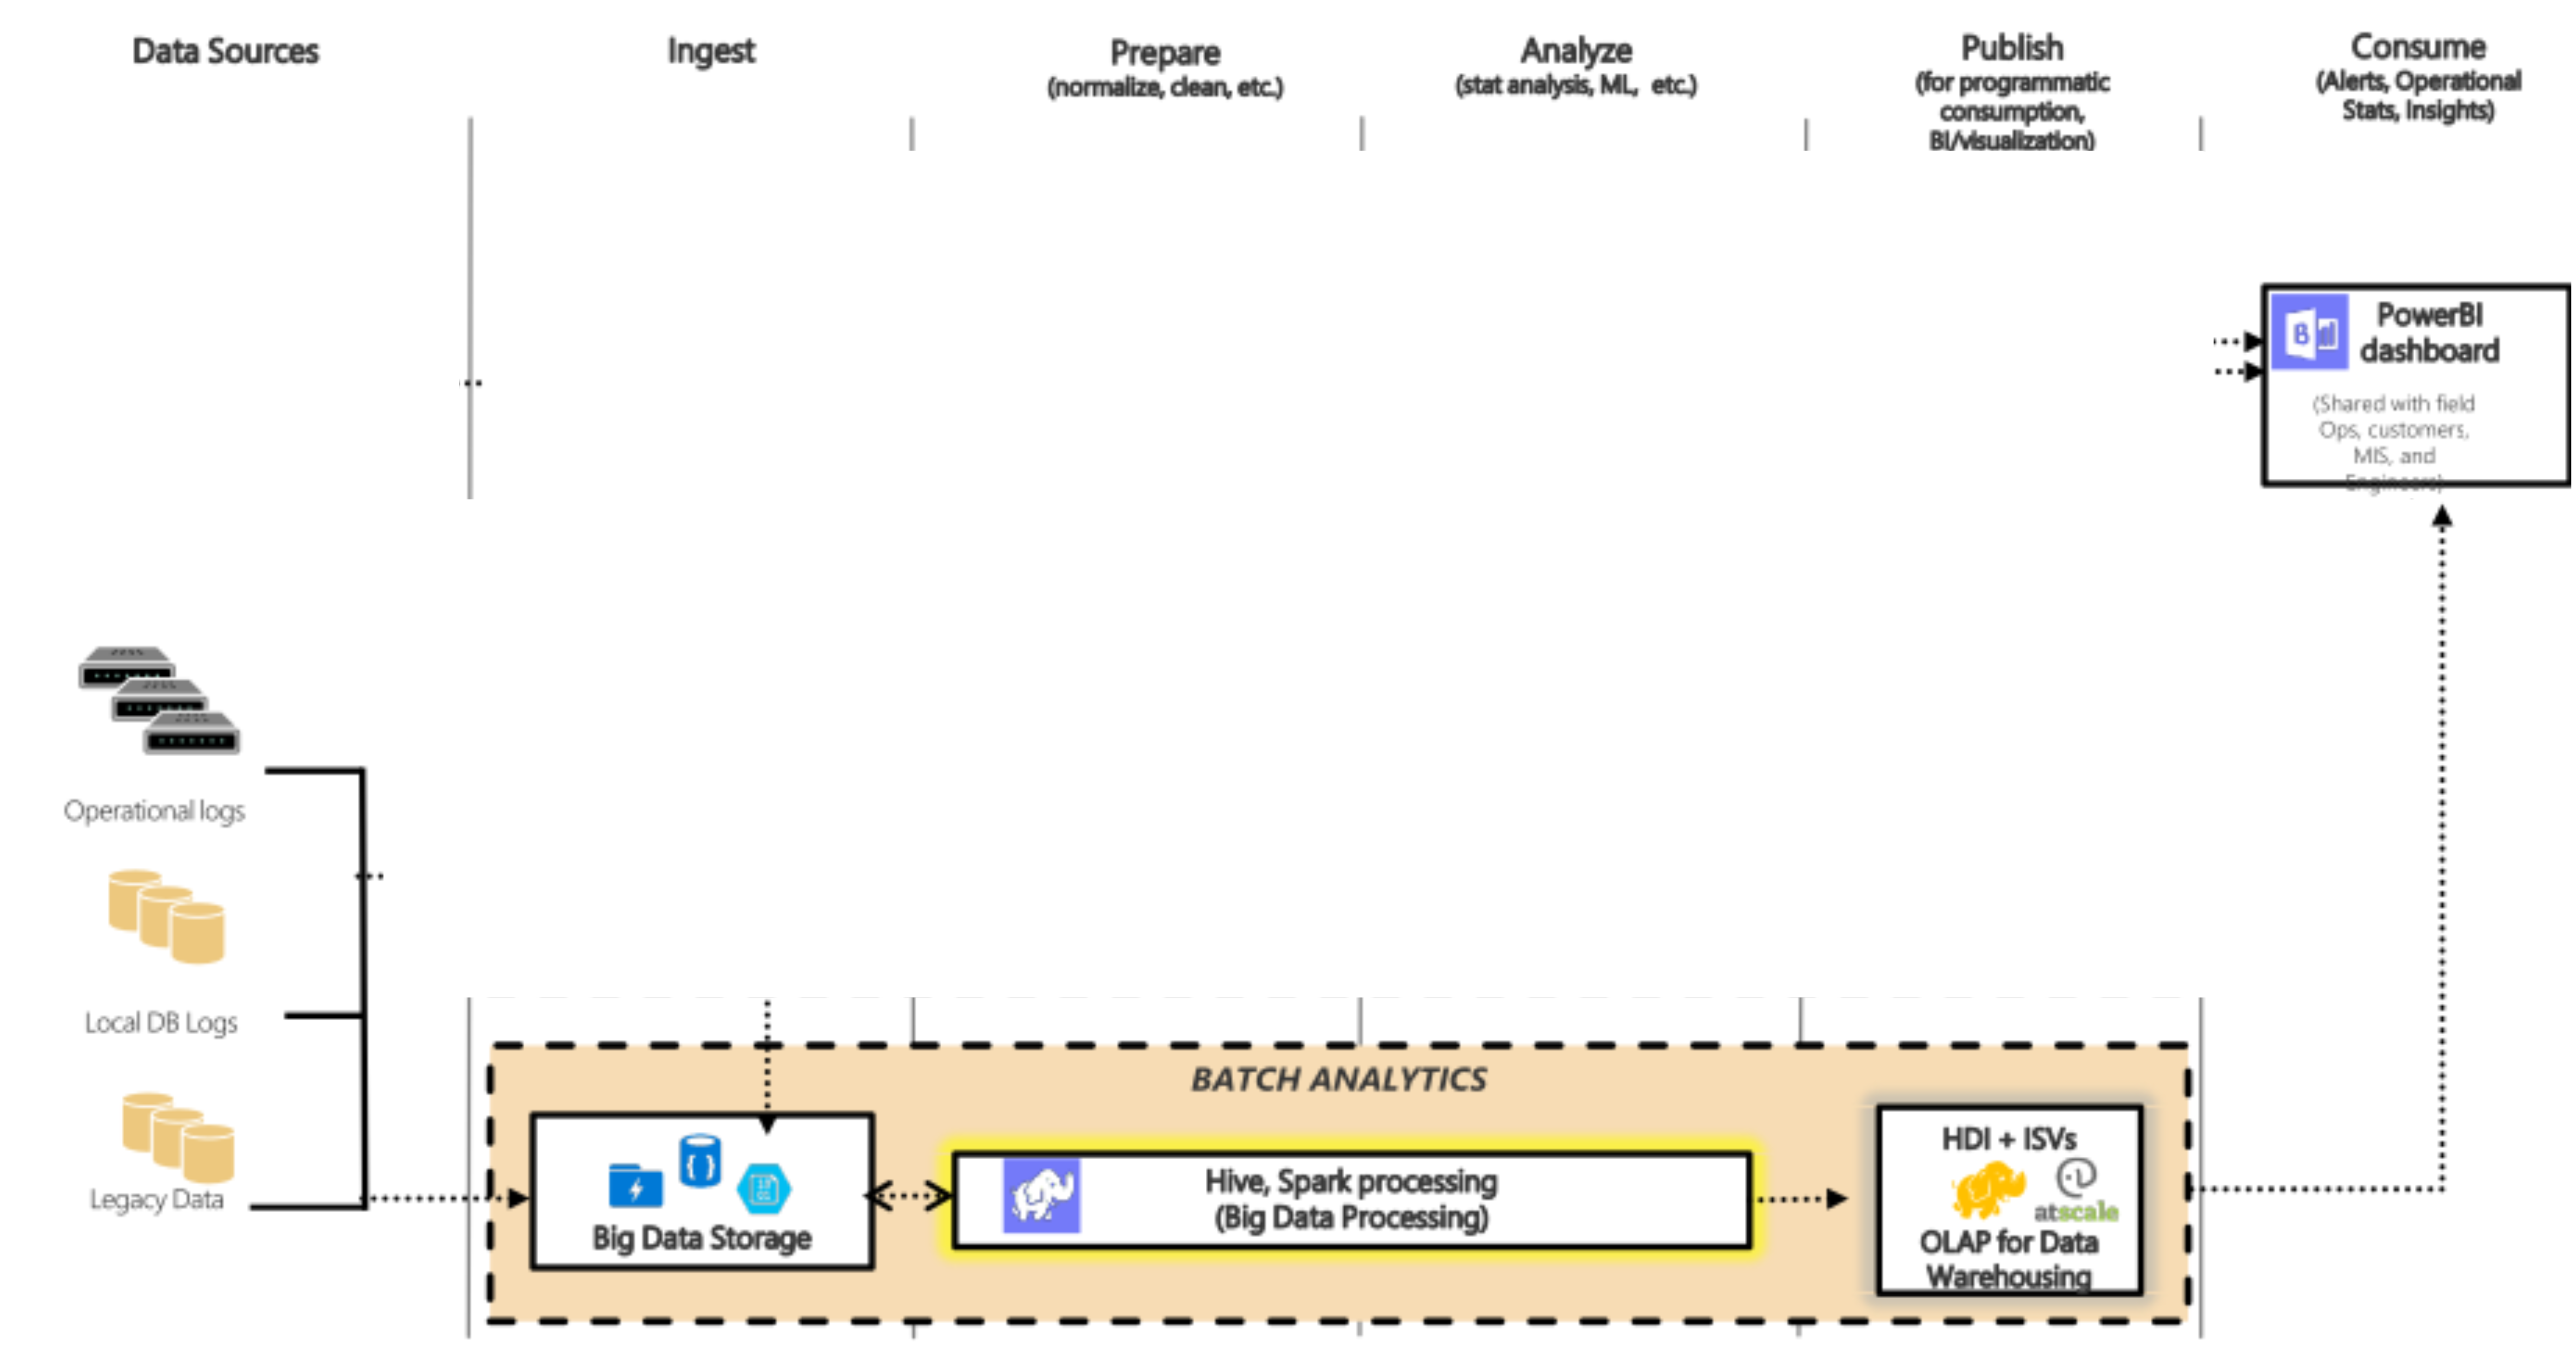 Data Sources
Ingest
Prepare
(normalize, clean, etc.)
Analyze
(stat analysis, ML, etc.)
Publish
(for programmatic
consumption,
BI/visualization)
Consume
(Alerts, Operational
Stats, Insights)
PowerBI
dashboard
(Shared with field
Ops, customers,
MIS, and
Engineers)
Operational logs
Local DB Logs
Legacy Data
BATCH ANALYTICS
Big Data Storage
Hive, Spark processing
(Big Data Processing)
HDI + ISVs
atscale
OLAP for Data
Warehousing